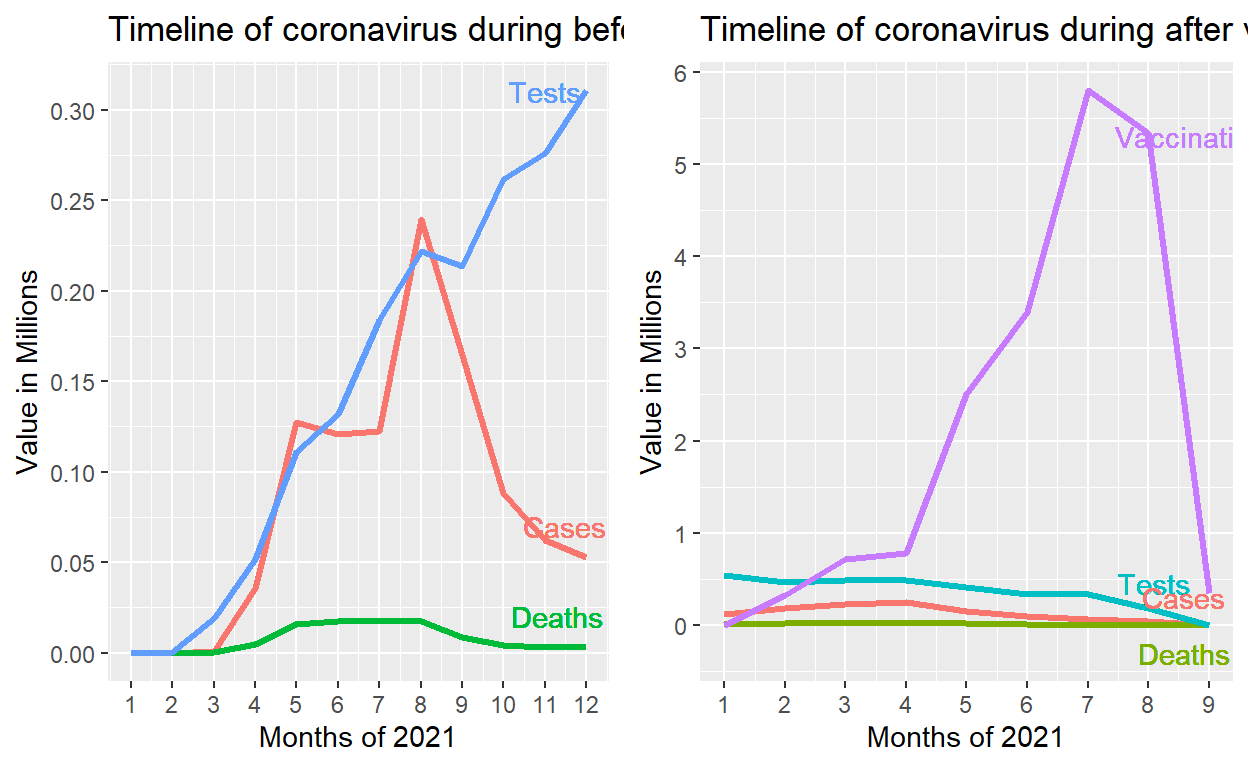 Timeline of coronavirus during befo
Value in Millions
0.30
0.25
0.20
0.15
0.10
0.05
0.00
Tests
Cases
Deaths
1 2 3 4 5 6 7 8 9 10 11 12
Months of 2021
Timeline of coronavirus during after v
Value in Millions
6
5
4
3
2
1
0
Vaccinati
Tests
Cases
Deaths
1 2 3 4 5 6 7 8 9
Months of 2021